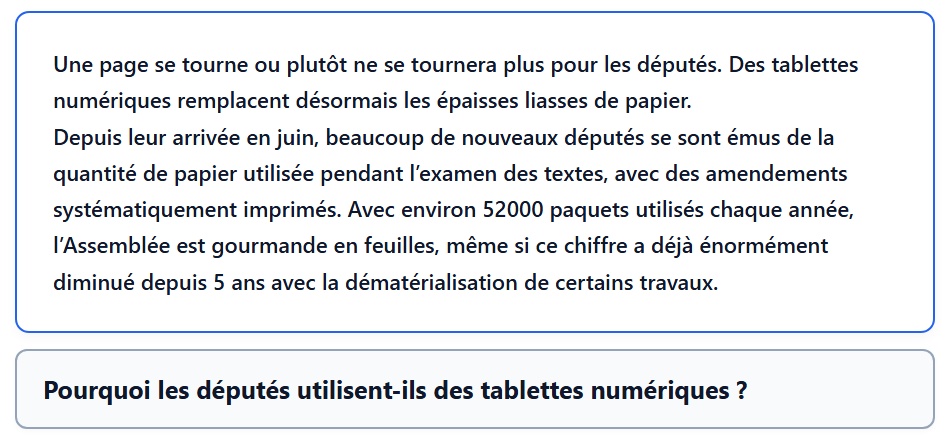 Une page se tourne ou plutôt ne se tournera plus pour les députés. Des tablettes
numériques remplacent désormais les épaisses liasses de papier.
Depuis leur arrivée en juin, beaucoup de nouveaux députés se sont émus de la
quantité de papier utilisée pendant l’examen des textes, avec des amendements
systématiquement imprimés. Avec environ 52000 paquets utilisés chaque année,
l’Assemblée est gourmande en feuilles, même si ce chiffre a déjà énormément
diminué depuis 5 ans avec la dématérialisation de certains travaux.
Pourquoi les députés utilisent-ils des tablettes numériques ?